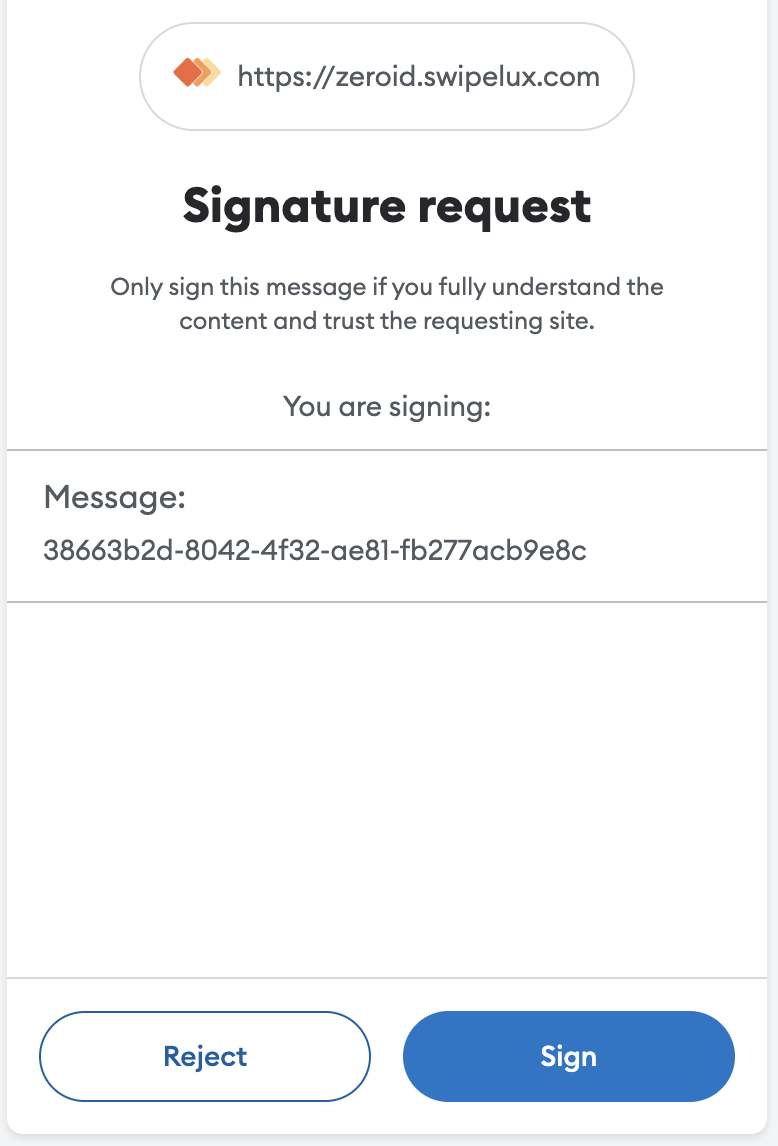 https://zeroid.swipelux.com
Signature request
Only sign this message if you fully understand the
content and trust the requesting site.
You are signing:
Message:
38663b2d-8042-4f32-ae81-fb277acb9e8c
Reject
Sign